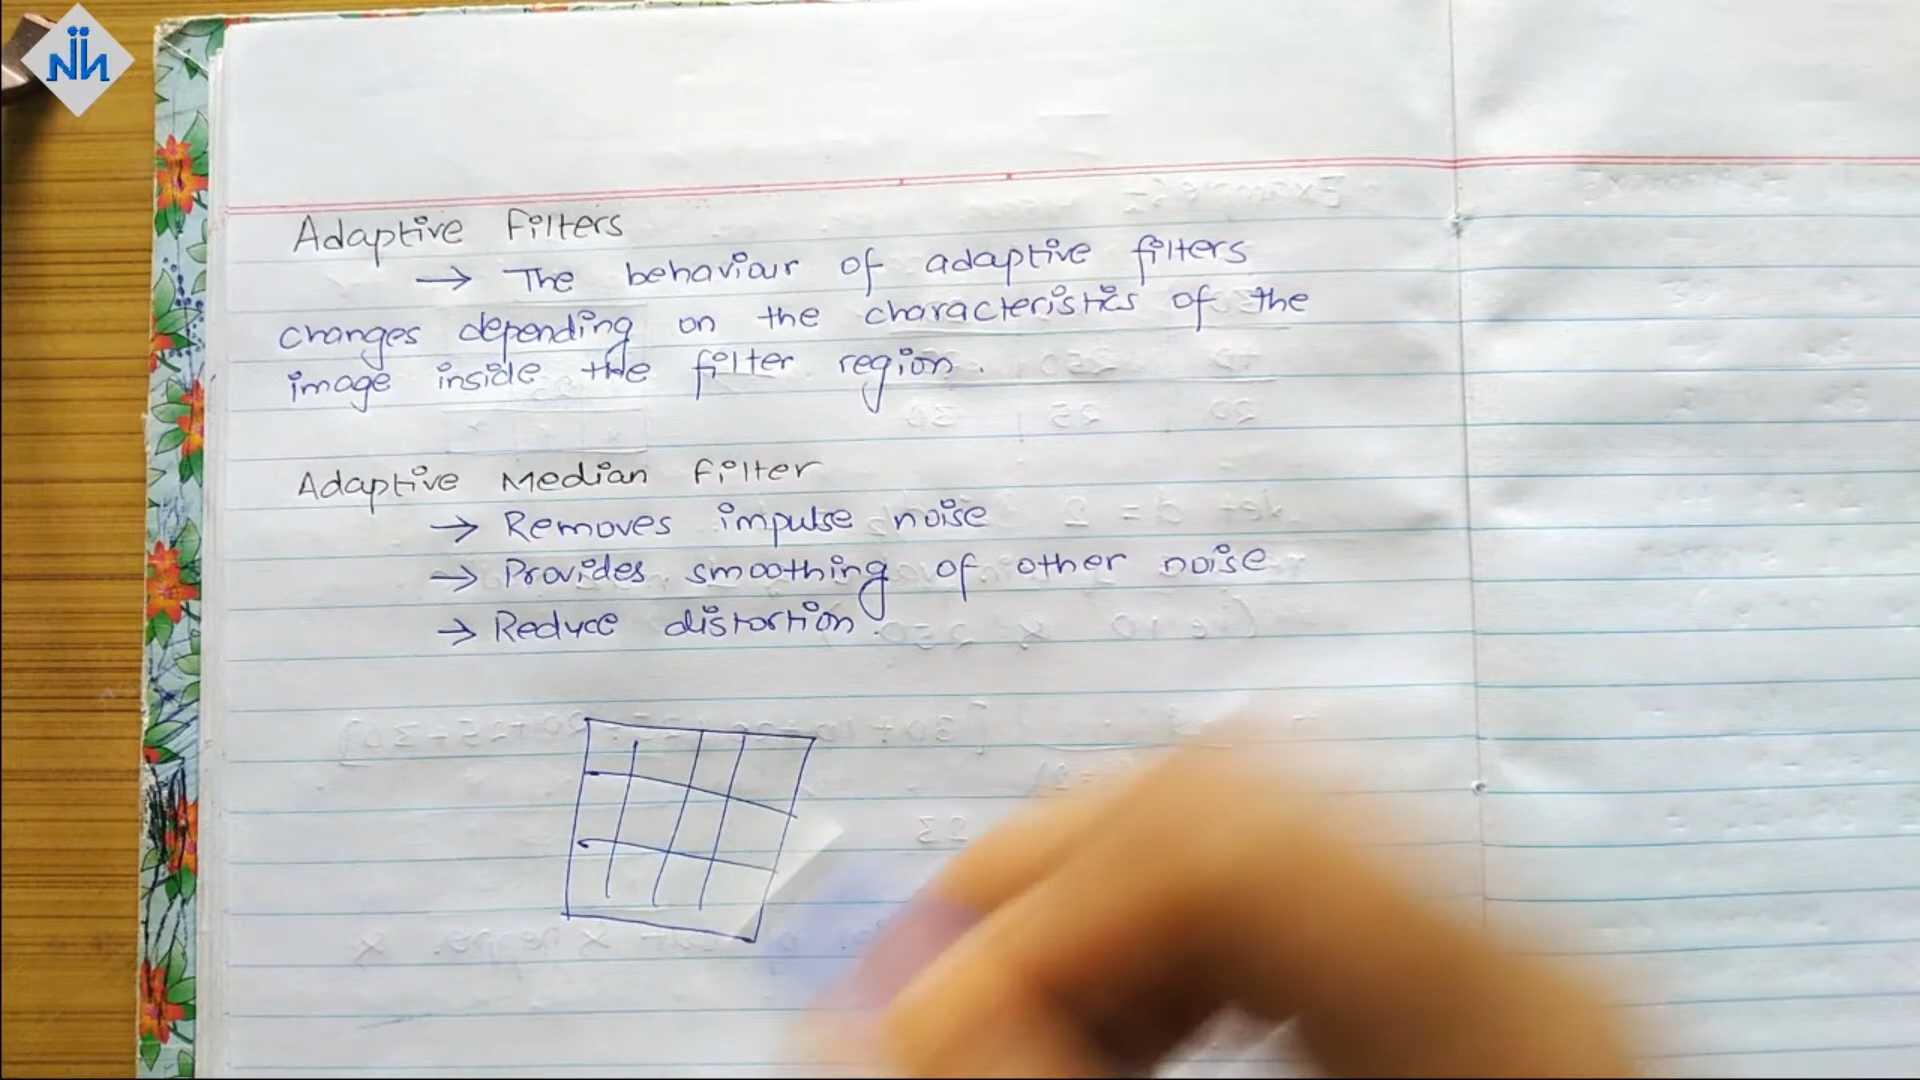 Adaptive Filters
→ The behaviour of adaptive filters
changes depending on the characteristics of the
image inside the filter region.
Adaptive Median Filter
→ Removes impulse noise
→ Provides smoothing of other noise
→ Reduce distortion.